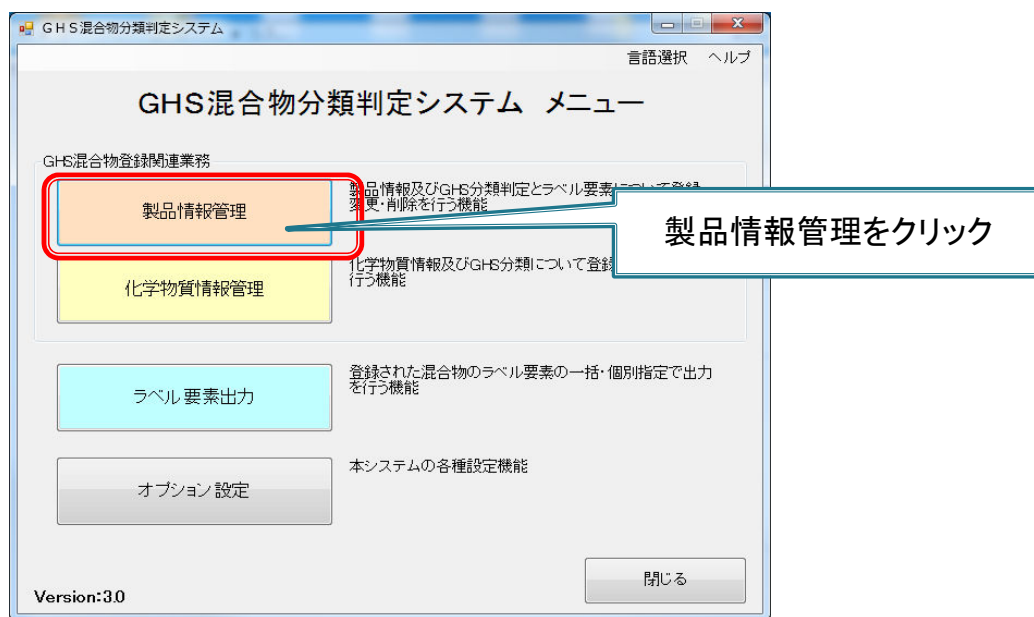 GHS混合物分類判定システム
言語選択 ヘルプ
GHS混合物分類判定システム メニュー
GHS混合物登録関連業務
製品情報管理
製品情報及びGHS分類判定とラベル要素について登録
変更・削除を行う機能
製品情報管理をクリック
化学物質情報管理
化学物質情報及びGHS分類について登録
行う機能
ラベル要素出力
登録された混合物のラベル要素の一括・個別指定で出力
を行う機能
オプション設定
本システムの各種設定機能
閉じる
Version:3.0